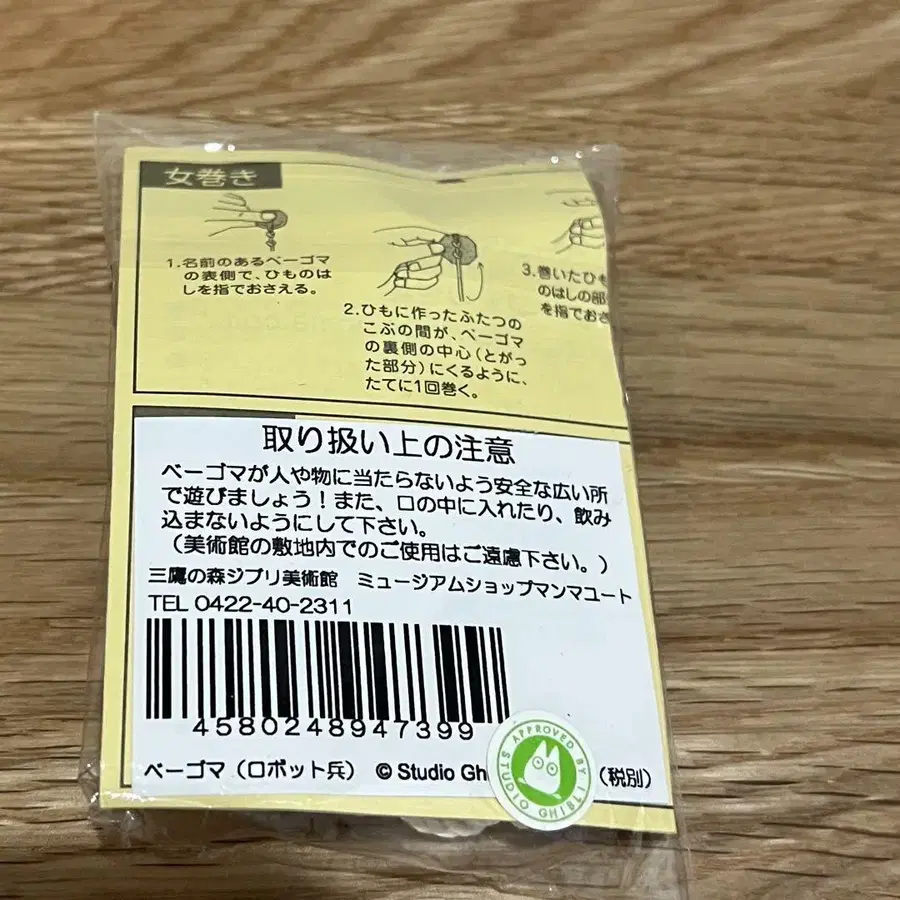 女巻き
1.名前のあるベーゴマ
の表側で、ひものは
しを指でおさえる。
2.ひもに作ったふたつの
こぶの間が、ベーゴマ
の裏側の中心(とがっ
た部分)にくるように、
たてに1回巻く。
3.巻いたひも
のはしの部分
を指でおさ
取り扱い上の注意
ベーゴマが人や物に当たらないよう安全な広い所
で遊びましょう!また、口の中に入れたり、飲み
込まないようにして下さい。
(美術館の敷地内でのご使用はご遠慮下さい。)
三鷹の森ジブリ美術館 ミュージアムショップマンマユート
TEL 0422-40-2311
4580248947399
ベーゴマ(ロボット兵) © Studio Gh (税別)
APPROVED BY STUDIO GHIBLI